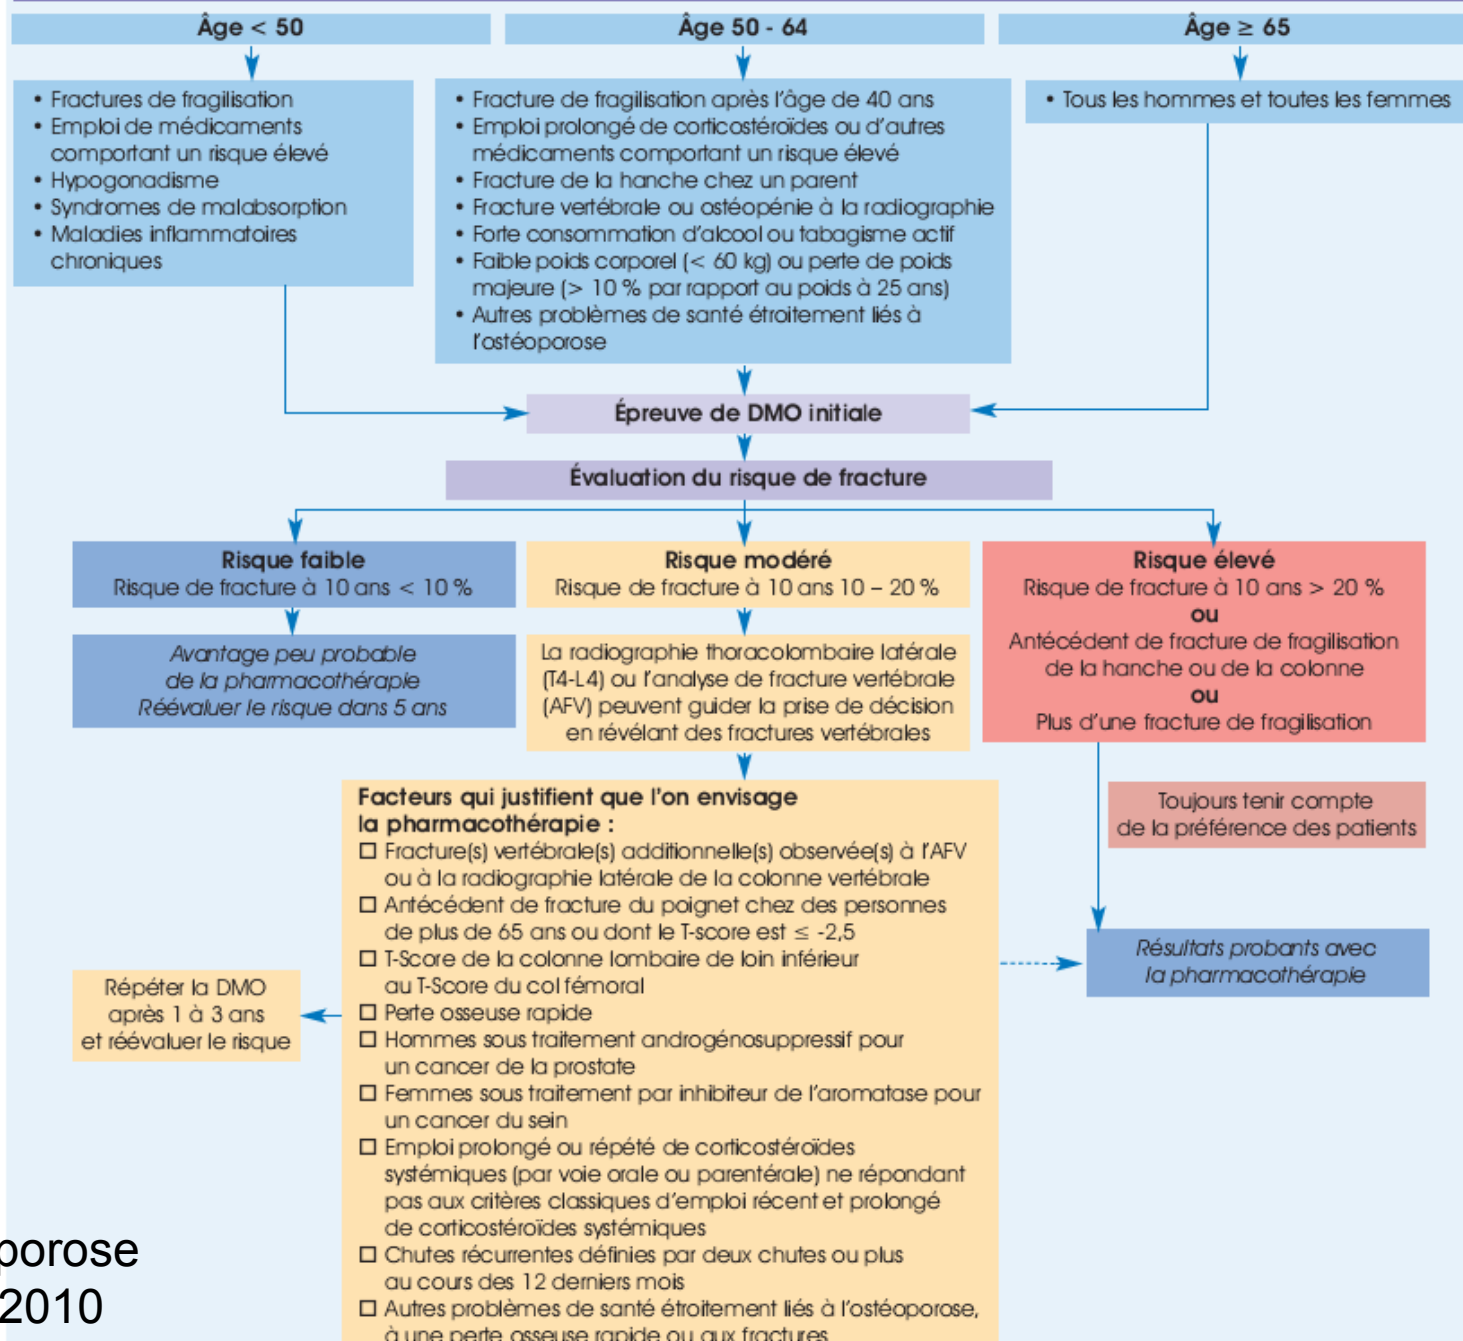 Âge < 50
Âge 50 - 64
Âge ≥ 65
• Fractures de fragilisation
• Emploi de médicaments
comportant un risque élevé
• Hypogonadisme
• Syndromes de malabsorption
• Maladies inflammatoires
chroniques
• Fracture de fragilisation après l'âge de 40 ans
• Emploi prolongé de corticostéroïdes ou d'autres
médicaments comportant un risque élevé
• Fracture de la hanche chez un parent
• Fracture vertébrale ou ostéopénie à la radiographie
• Forte consommation d'alcool ou tabagisme actif
• Faible poids corporel (< 60 kg) ou perte de poids
majeure (> 10 % par rapport au poids à 25 ans)
• Autres problèmes de santé étroitement liés à
l'ostéoporose
• Tous les hommes et toutes les femmes
Épreuve de DMO initiale
Évaluation du risque de fracture
Risque faible
Risque de fracture à 10 ans < 10 %
Avantage peu probable
de la pharmacothérapie
Réévaluer le risque dans 5 ans
Risque modéré
Risque de fracture à 10 ans 10 – 20 %
La radiographie thoracolombaire latérale
(T4-L4) ou l'analyse de fracture vertébrale
(AFV) peuvent guider la prise de décision
en révélant des fractures vertébrales
Risque élevé
Risque de fracture à 10 ans > 20 %
ou
Antécédent de fracture de fragilisation
de la hanche ou de la colonne
ou
Plus d'une fracture de fragilisation
Toujours tenir compte
de la préférence des patients
Résultats probants avec
la pharmacothérapie
Facteurs qui justifient que l'on envisage
la pharmacothérapie :
☐ Fracture(s) vertébrale(s) additionnelle(s) observée(s) à l'AFV
ou à la radiographie latérale de la colonne vertébrale
☐ Antécédent de fracture du poignet chez des personnes
de plus de 65 ans ou dont le T-score est ≤ -2,5
☐ T-Score de la colonne lombaire de loin inférieur
au T-Score du col fémoral
☐ Perte osseuse rapide
☐ Hommes sous traitement androgénosuppressif pour
un cancer de la prostate
☐ Femmes sous traitement par inhibiteur de l'aromatase pour
un cancer du sein
☐ Emploi prolongé ou répété de corticostéroïdes
systémiques (par voie orale ou parentérale) ne répondant
pas aux critères classiques d'emploi récent et prolongé
de corticostéroïdes systémiques
☐ Chutes récurrentes définies par deux chutes ou plus
au cours des 12 derniers mois
☐ Autres problèmes de santé étroitement liés à l'ostéoporose,
à une perte osseuse rapide ou aux fractures
Répéter la DMO
après 1 à 3 ans
et réévaluer le risque
porose
2010